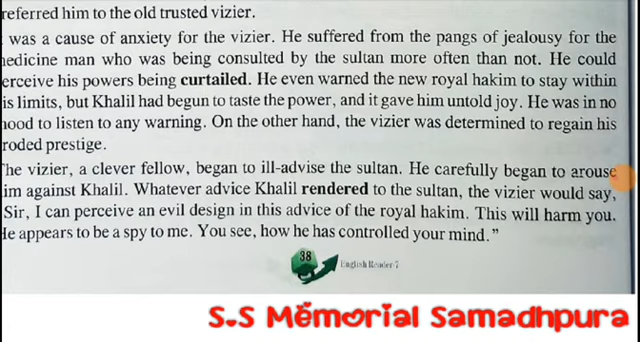 referred him to the old trusted vizier.
was a cause of anxiety for the vizier. He suffered from the pangs of jealousy for the
edicine man who was being consulted by the sultan more often than not. He could
erceive his powers being curtailed. He even warned the new royal hakim to stay within
is limits, but Khalil had begun to taste the power, and it gave him untold joy. He was in no
ood to listen to any warning. On the other hand, the vizier was determined to regain his
roded prestige.
The vizier, a clever fellow, began to ill-advise the sultan. He carefully began to arouse
im against Khalil. Whatever advice Khalil rendered to the sultan, the vizier would say,
Sir, I can perceive an evil design in this advice of the royal hakim. This will harm you.
He appears to be a spy to me. You see, how he has controlled your mind.”
38
English Reader-7
S.S Mëmorial Samadhpura